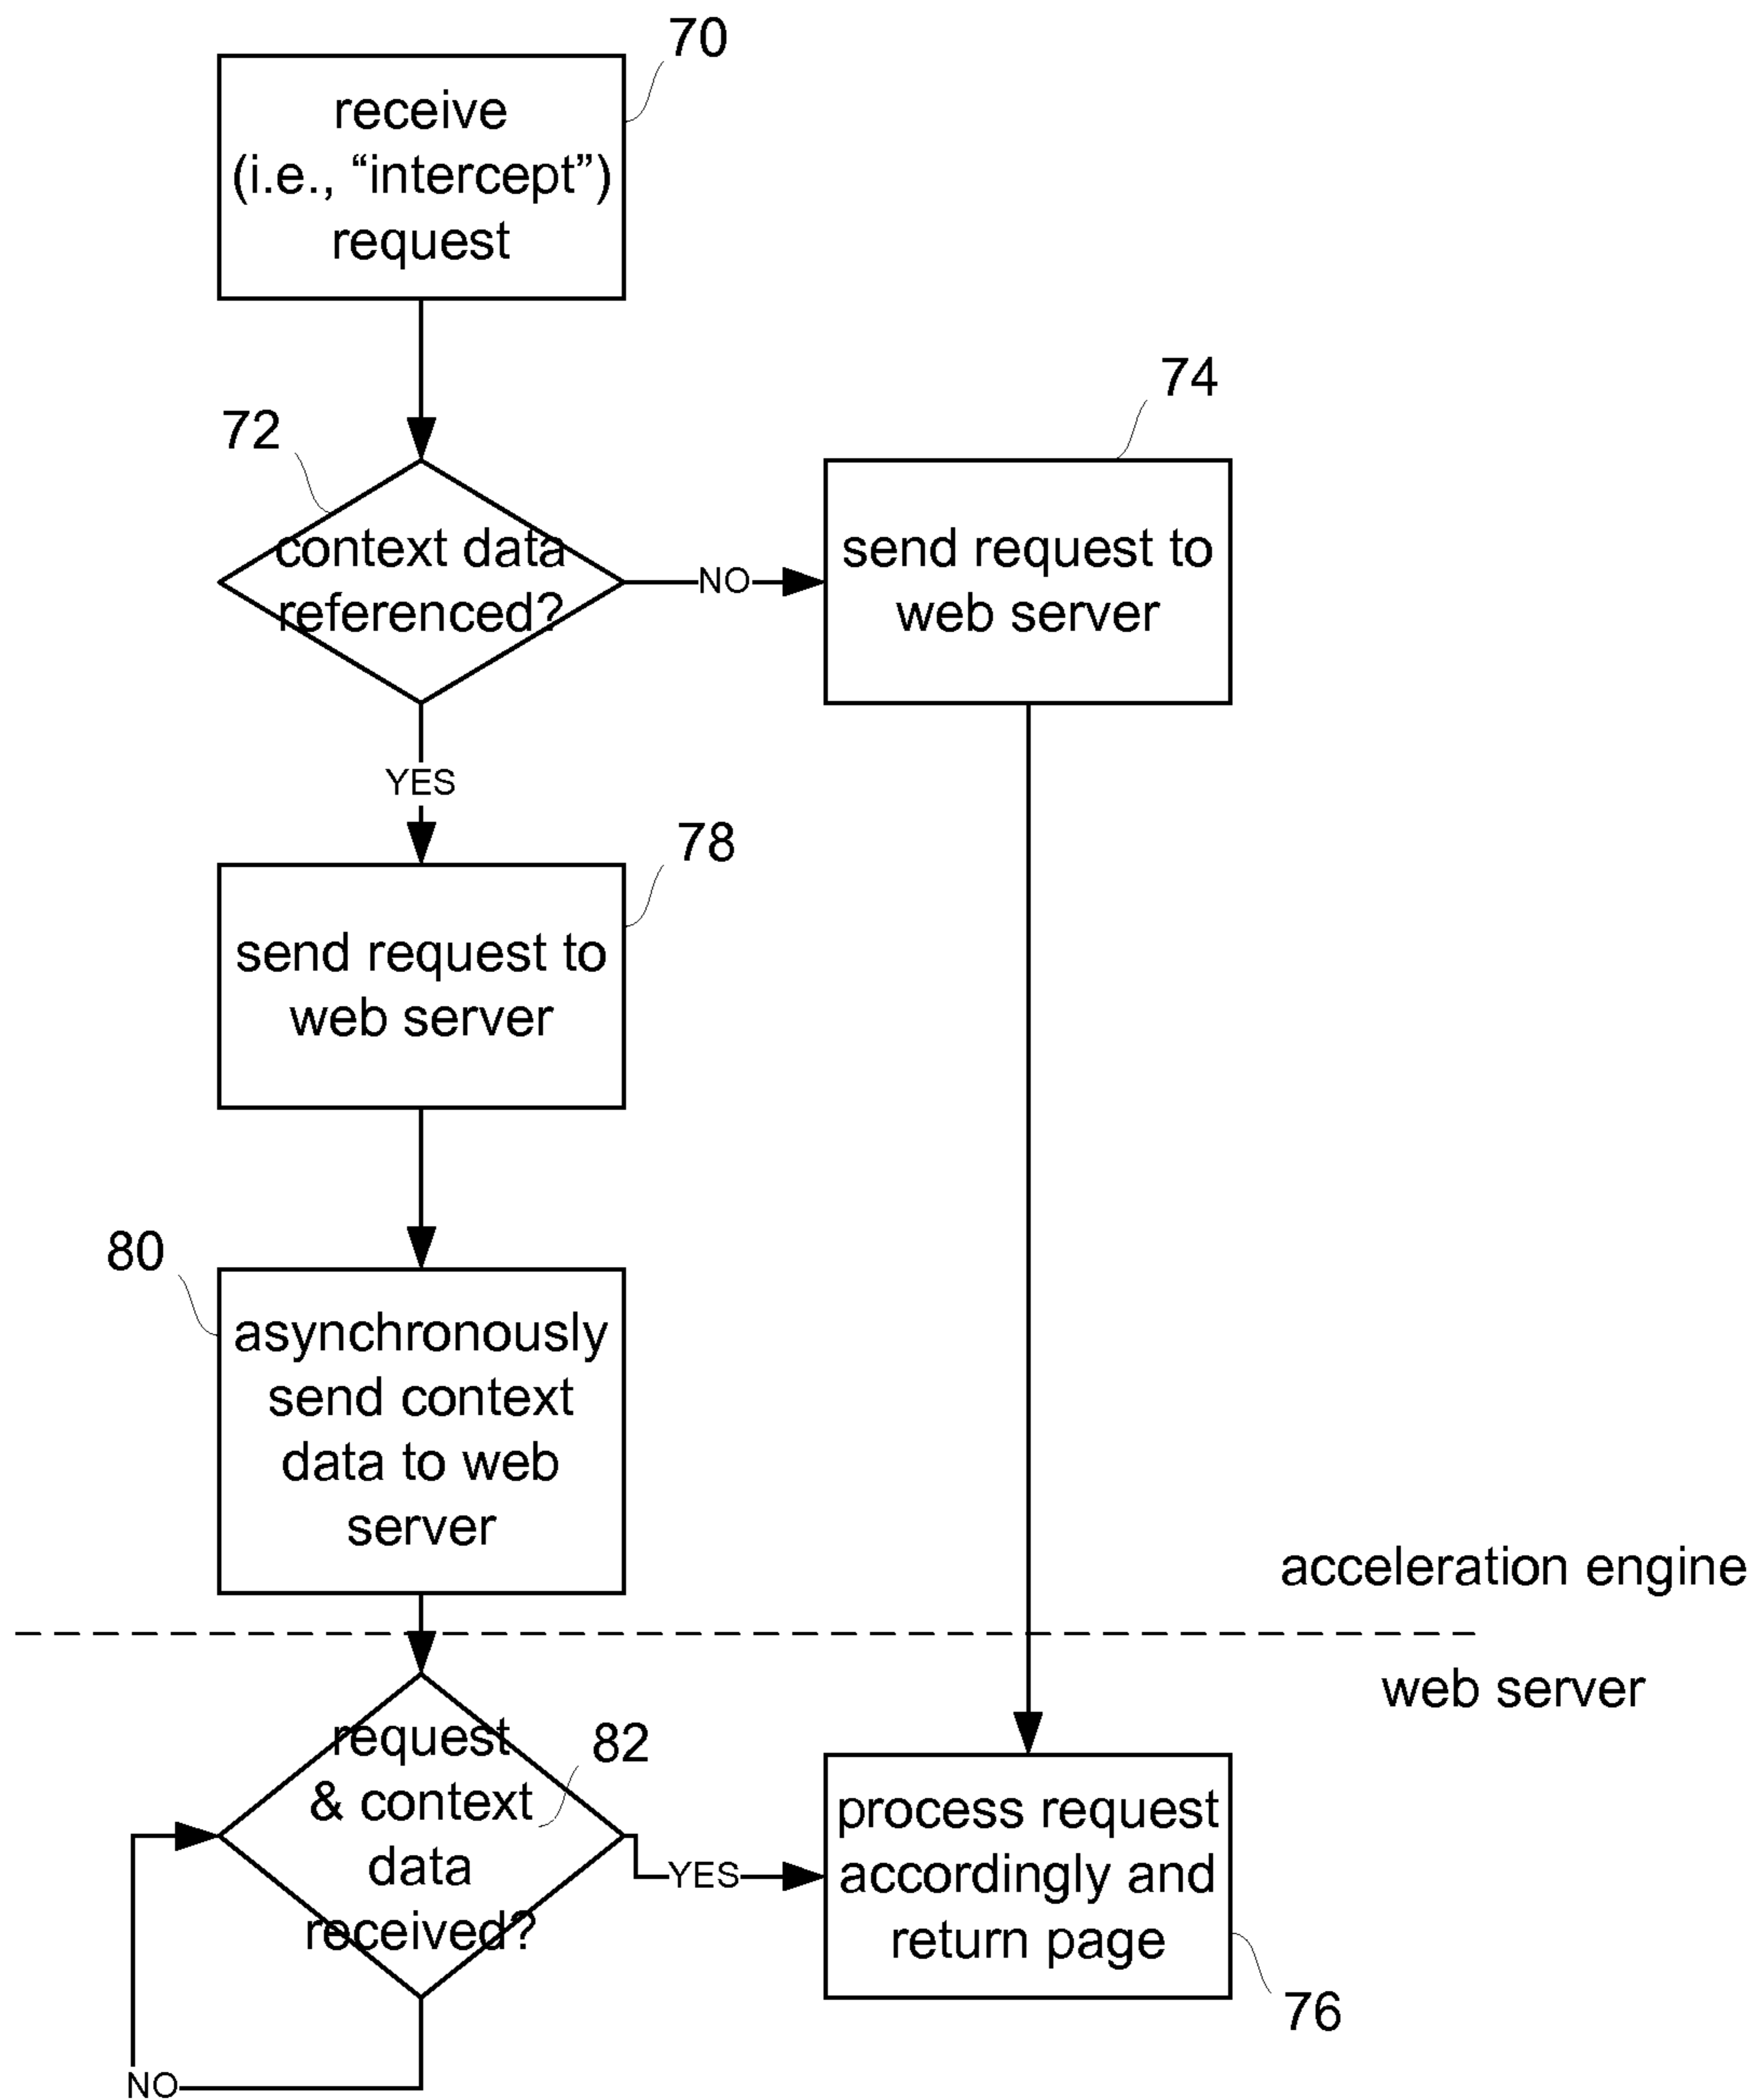 70
receive
(i.e., “intercept”)
request
74
72
context data
referenced?
NO
send request to
web server
YES
78
send request to
web server
80
asynchronously
send context
data to web
server
acceleration engine
web server
request
& context
data
received?
82
YES
process request
accordingly and
return page
76
NO